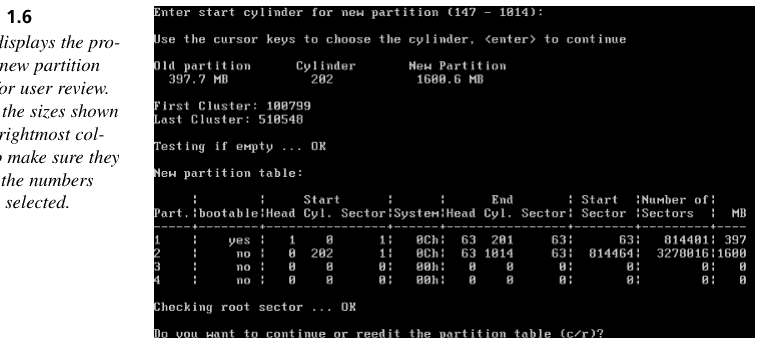 1.6
displays the pro-
new partition
for user review.
the sizes shown
rightmost col-
make sure they
the numbers
selected.
Enter start cylinder for new partition (147 - 1014):
Use the cursor keys to choose the cylinder, <enter> to continue
Old partition Cylinder New Partition
397.7 MB 202 1600.6 MB
First Cluster: 100799
Last Cluster: 510548
Testing if empty ... OK
New partition table:
¦ ¦ Start ¦ ¦ End ¦ Start ¦Number of¦
Part.¦bootable¦Head Cyl. Sector¦System¦Head Cyl. Sector¦ Sector ¦Sectors ¦ MB
1 ¦ yes ¦ 1 0 1¦ 0Ch¦ 63 201 63¦ 63¦ 814401¦ 397
2 ¦ no ¦ 0 202 1¦ 0Ch¦ 63 1014 63¦ 814464¦ 3278016¦1600
3 ¦ no ¦ 0 0 0¦ 00h¦ 0 0 0¦ 0¦ 0¦ 0
4 ¦ no ¦ 0 0 0¦ 00h¦ 0 0 0¦ 0¦ 0¦ 0
Checking root sector ... OK
Do you want to continue or reedit the partition table (c/r)?